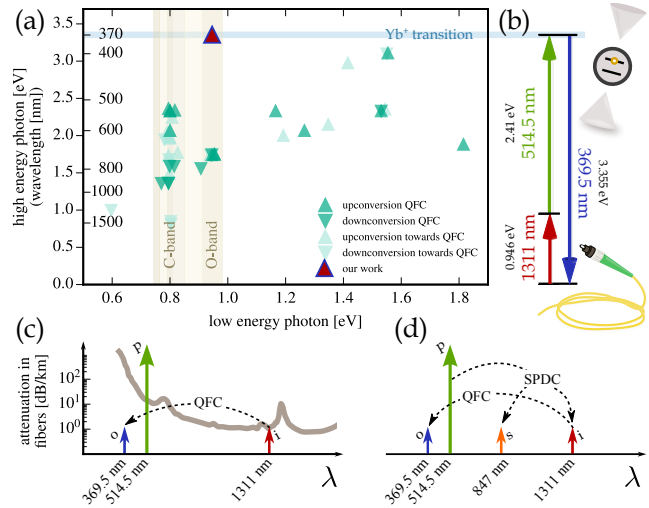 (a)
high energy photon [eV]
(wavelength [nm])
3.5
3.0
2.5
2.0
1.5
1.0
0.5
0.0
370
400
500
600
800
1000
1500
Yb⁺ transition
C-band
O-band
upconversion QFC
downconversion QFC
upconversion towards QFC
downconversion towards QFC
our work
0.6
0.8
1.0
1.2
1.4
1.6
1.8
low energy photon [eV]
(b)
2.41 eV
514.5 nm
0.946 eV
1311 nm
369.5 nm
3.355 eV
(c)
attenuation in
fibers [dB/km]
10²
10¹
10⁰
p
QFC
o
i
369.5 nm
514.5 nm
1311 nm
λ
(d)
p
SPDC
QFC
o
s
i
369.5 nm
514.5 nm
847 nm
1311 nm
λ